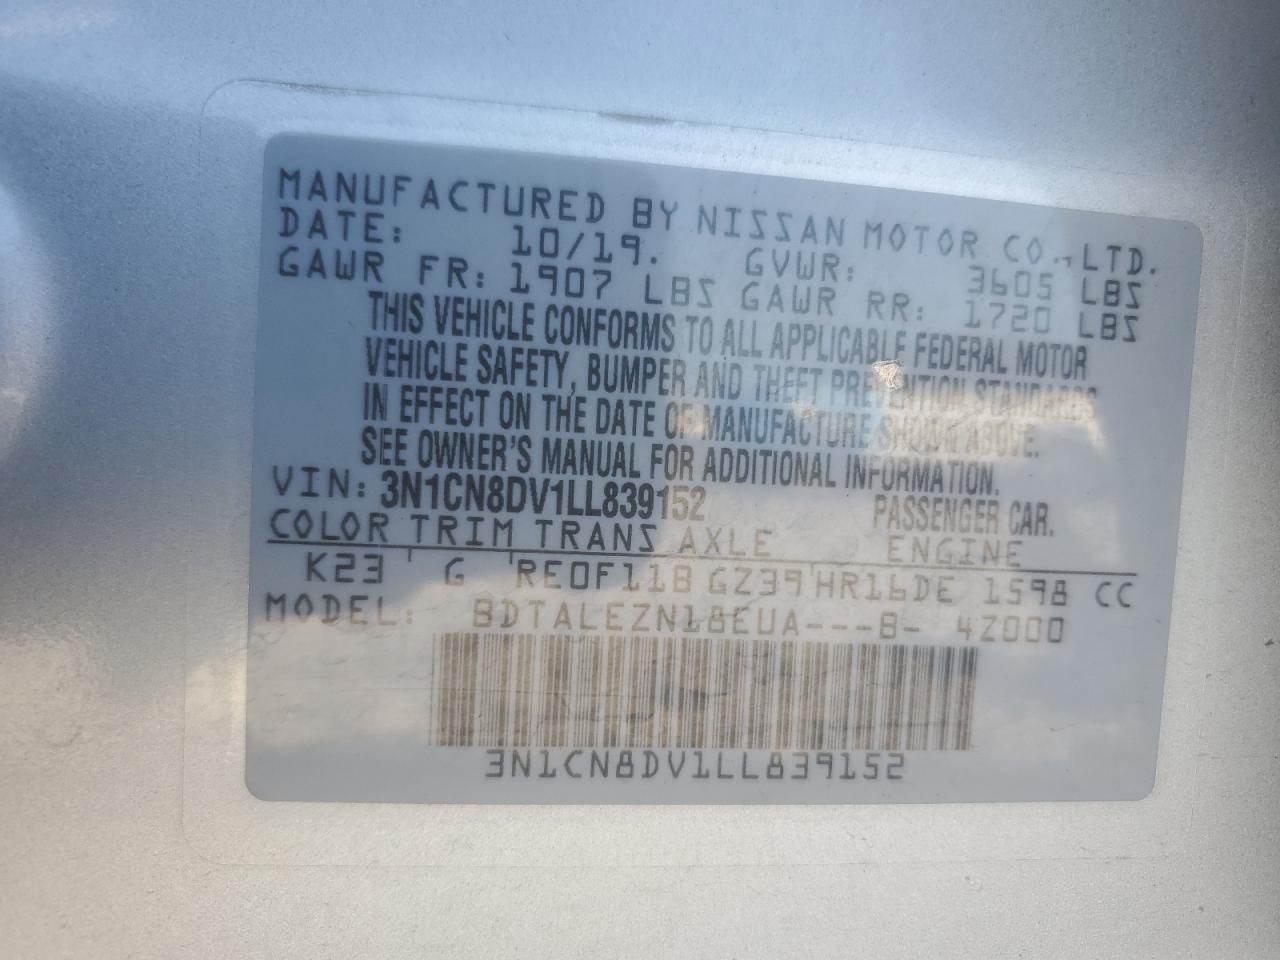 MANUFACTURED BY NISSAN MOTOR CO., LTD.
DATE: 10/19. GVWR: 3605 LBS
GAWR FR: 1907 LBS GAWR RR: 1720 LBS
THIS VEHICLE CONFORMS TO ALL APPLICABLE FEDERAL MOTOR
VEHICLE SAFETY, BUMPER AND THEFT PREVENTION STANDARDS
IN EFFECT ON THE DATE OF MANUFACTURE SHOWN ABOVE.
SEE OWNER'S MANUAL FOR ADDITIONAL INFORMATION.
VIN: 3N1CN8DV1LL839152 PASSENGER CAR.
COLOR TRIM TRANS AXLE ENGINE
K23 G RE0F11B GZ39 HR16DE 1598 CC
MODEL: BDTALEZN18EUA---B- 4Z000
3N1CN8DV1LL839152